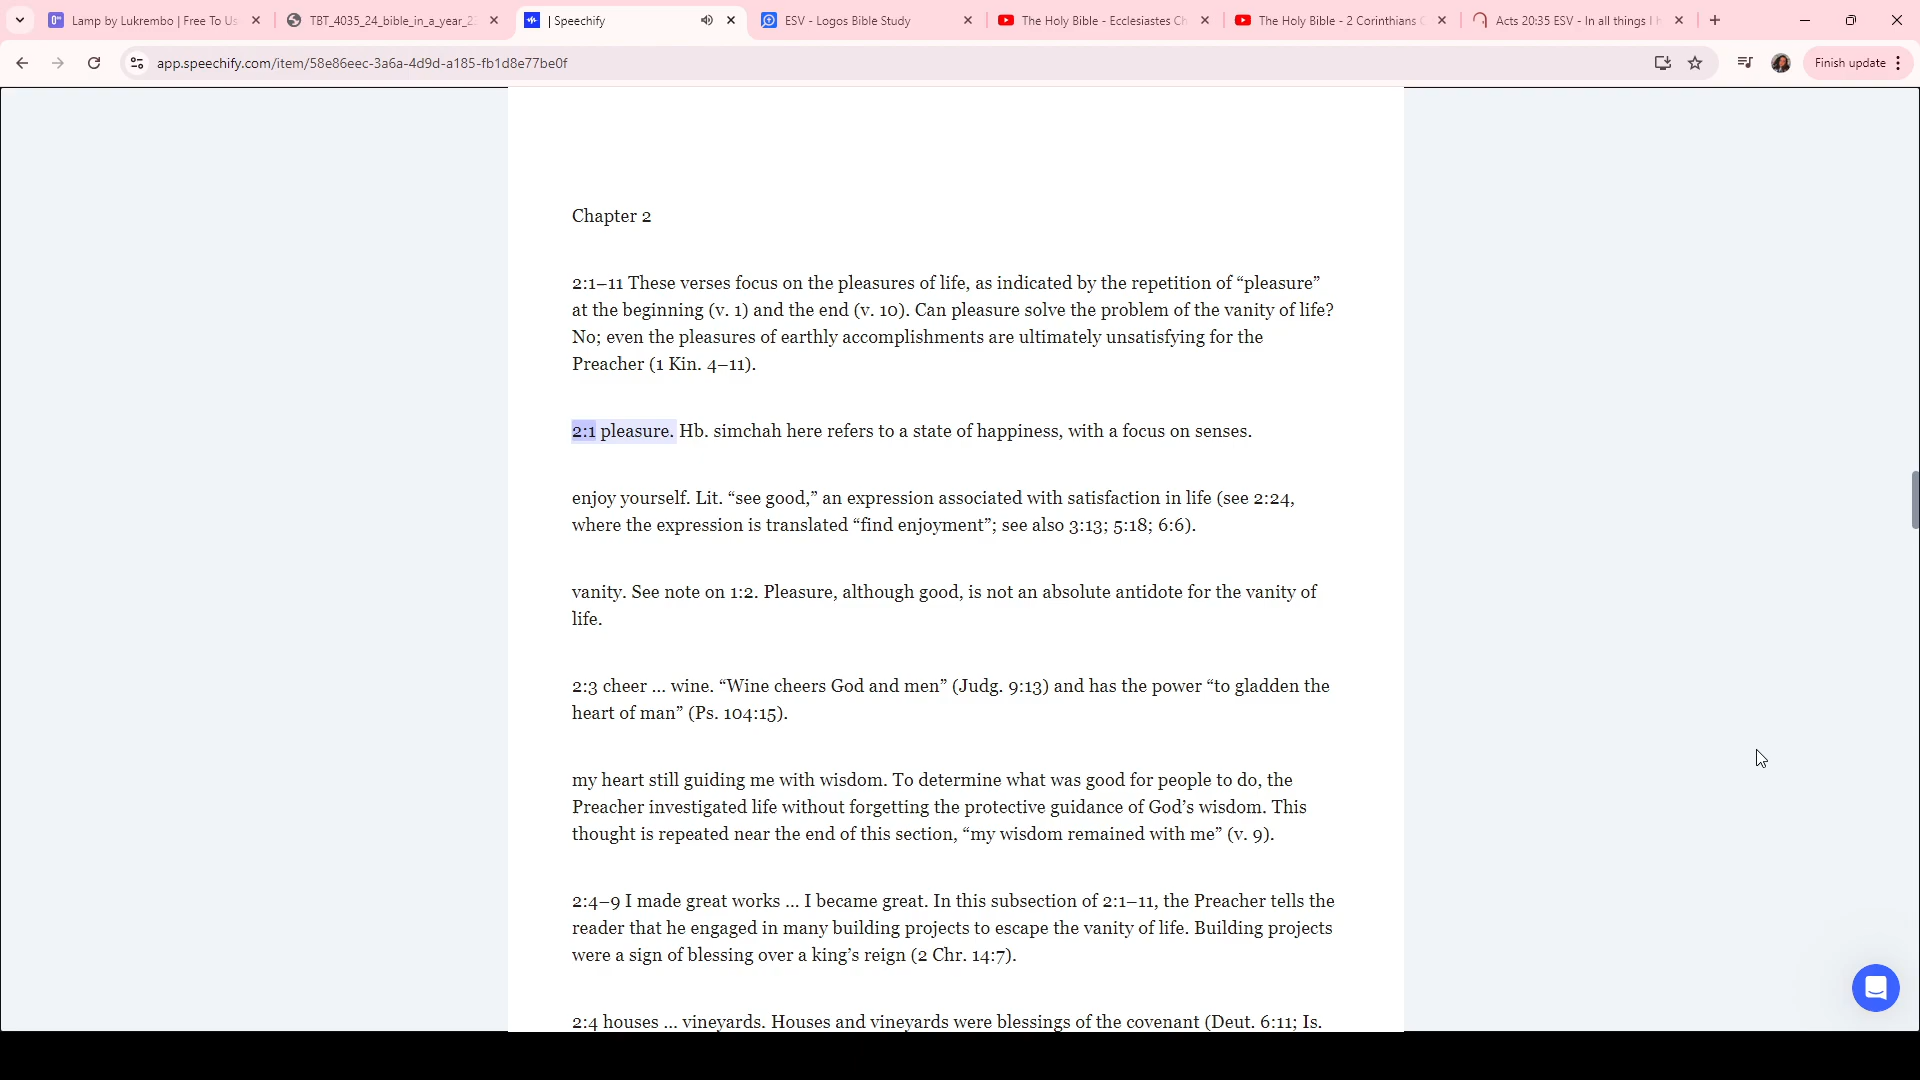 Lamp by Lukrembo | Free To Us
TBT_4035_24_bible_in_a_year_2
| Speechify
ESV - Logos Bible Study
The Holy Bible - Ecclesiastes Ch
The Holy Bible - 2 Corinthians C
Acts 20:35 ESV - In all things I h
app.speechify.com/item/58e86eec-3a6a-4d9d-a185-fb1d8e77be0f
Finish update
Chapter 2
2:1–11 These verses focus on the pleasures of life, as indicated by the repetition of “pleasure”
at the beginning (v. 1) and the end (v. 10). Can pleasure solve the problem of the vanity of life?
No; even the pleasures of earthly accomplishments are ultimately unsatisfying for the
Preacher (1 Kin. 4–11).
2:1 pleasure. Hb. simchah here refers to a state of happiness, with a focus on senses.
enjoy yourself. Lit. “see good,” an expression associated with satisfaction in life (see 2:24,
where the expression is translated “find enjoyment”; see also 3:13; 5:18; 6:6).
vanity. See note on 1:2. Pleasure, although good, is not an absolute antidote for the vanity of
life.
2:3 cheer ... wine. “Wine cheers God and men” (Judg. 9:13) and has the power “to gladden the
heart of man” (Ps. 104:15).
my heart still guiding me with wisdom. To determine what was good for people to do, the
Preacher investigated life without forgetting the protective guidance of God’s wisdom. This
thought is repeated near the end of this section, “my wisdom remained with me” (v. 9).
2:4–9 I made great works ... I became great. In this subsection of 2:1–11, the Preacher tells the
reader that he engaged in many building projects to escape the vanity of life. Building projects
were a sign of blessing over a king’s reign (2 Chr. 14:7).
2:4 houses ... vineyards. Houses and vineyards were blessings of the covenant (Deut. 6:11; Is.